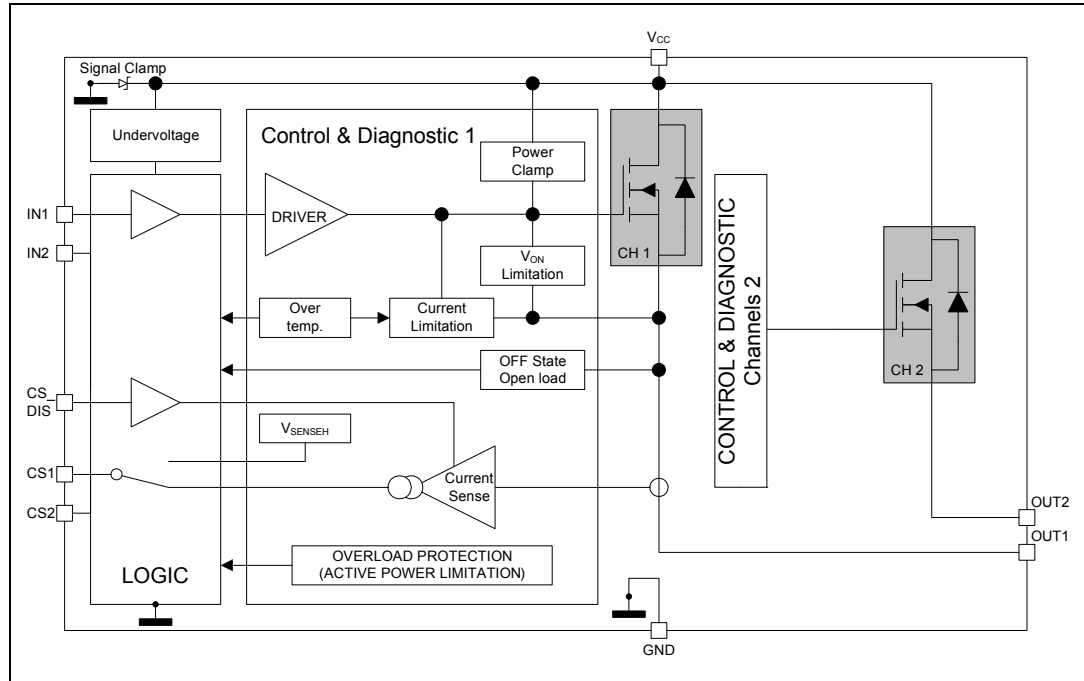 VCC
Signal Clamp
Undervoltage
Control & Diagnostic 1
Power
Clamp
IN1
DRIVER
IN2
CH 1
VON
Limitation
Over
temp.
Current
Limitation
OFF State
Open load
CONTROL & DIAGNOSTIC
Channels 2
CH 2
CS_
DIS
VSENSEH
CS1
Current
Sense
CS2
OUT2
OUT1
OVERLOAD PROTECTION
(ACTIVE POWER LIMITATION)
LOGIC
GND